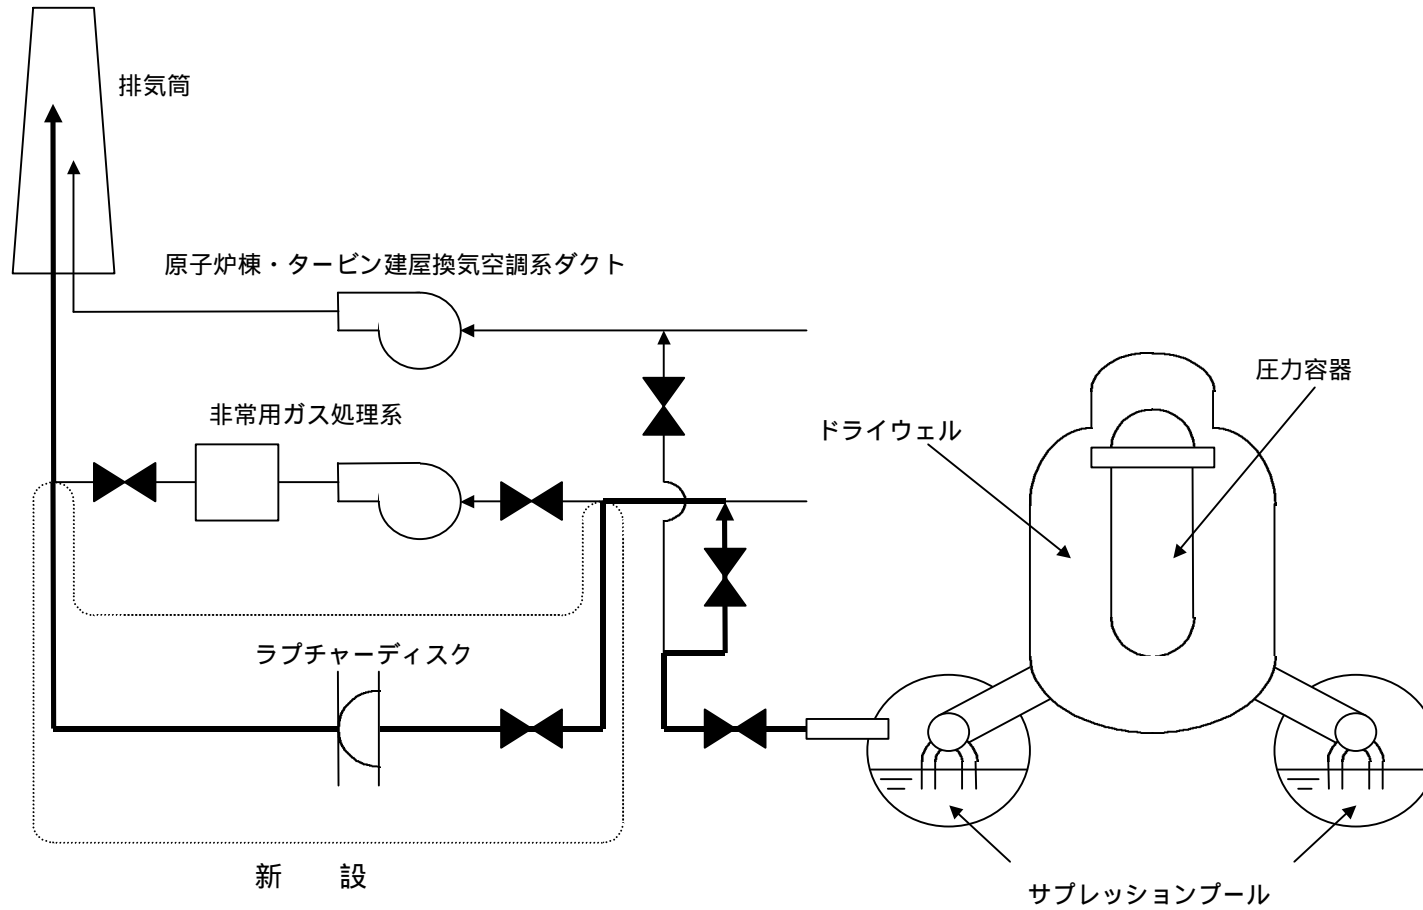 排気筒
原子炉棟・タービン建屋換気空調系ダクト
圧力容器
非常用ガス処理系
ドライウェル
ラプチャーディスク
新　設
サプレッションプール